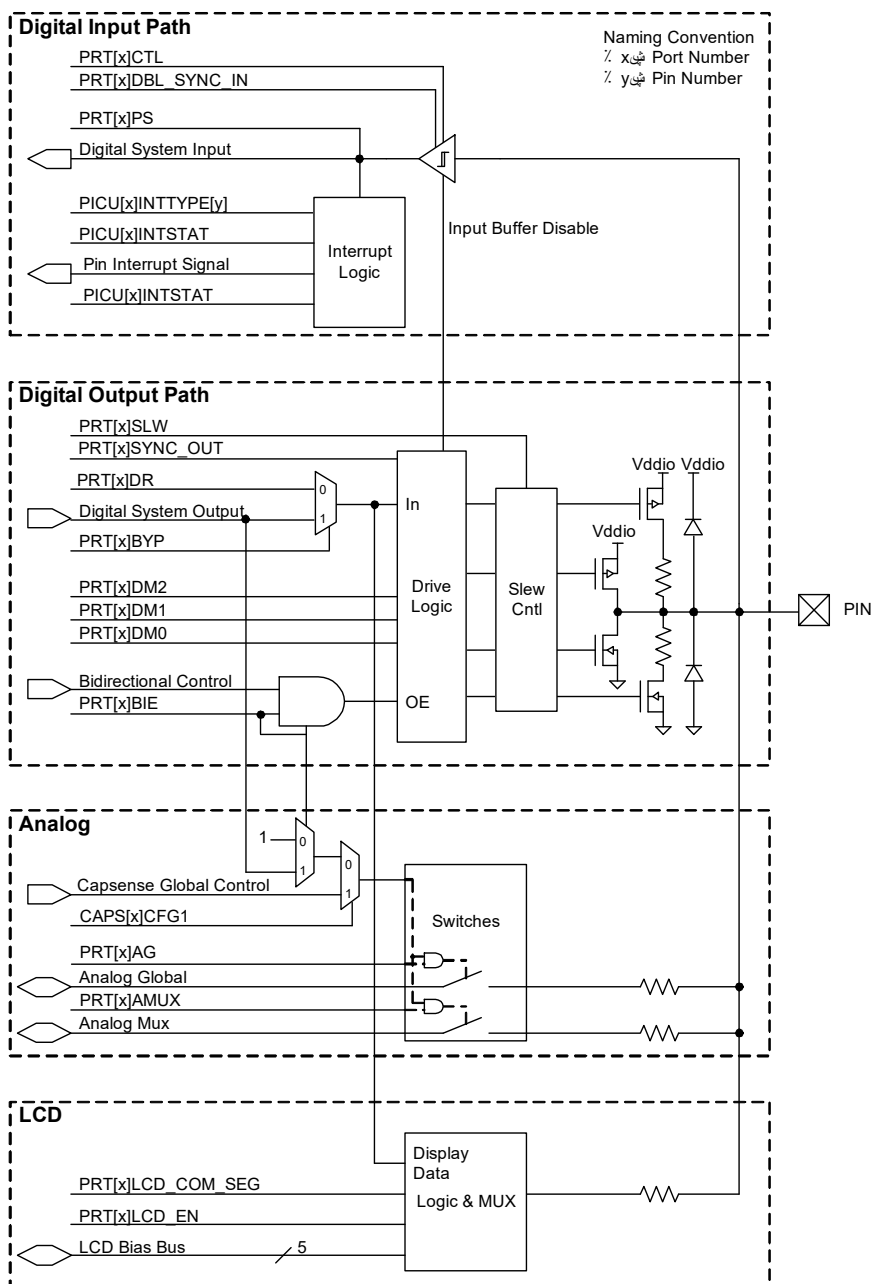 Digital Input Path
Naming Convention
x Port Number
y Pin Number
PRT[x]CTL
PRT[x]DBL_SYNC_IN
PRT[x]PS
Digital System Input
PICU[x]INTTYPE[y]
PICU[x]INTSTAT
Pin Interrupt Signal
PICU[x]INTSTAT
Interrupt
Logic
Input Buffer Disable
Digital Output Path
PRT[x]SLW
PRT[x]SYNC_OUT
PRT[x]DR
Digital System Output
PRT[x]BYP
0
1
PRT[x]DM2
PRT[x]DM1
PRT[x]DM0
Bidirectional Control
PRT[x]BIE
In
Drive
Logic
OE
Slew
Cntl
Vddio Vddio
Vddio
PIN
Analog
1
0
1
0
1
Capsense Global Control
CAPS[x]CFG1
Switches
PRT[x]AG
Analog Global
PRT[x]AMUX
Analog Mux
LCD
Display
Data
Logic & MUX
PRT[x]LCD_COM_SEG
PRT[x]LCD_EN
LCD Bias Bus
5